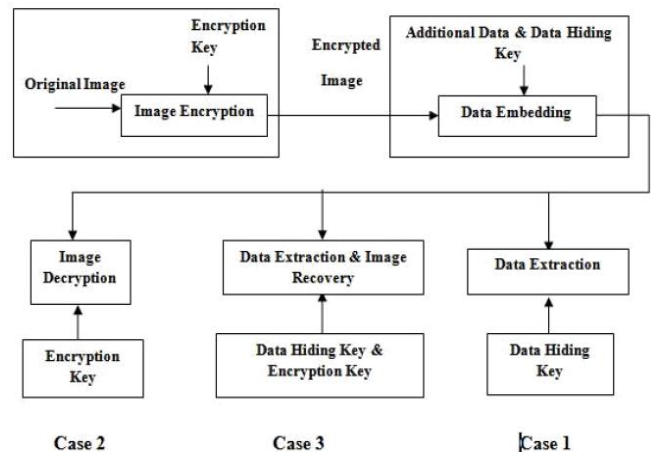 Encryption
Key
Original Image
Image Encryption
Encrypted
Image
Additional Data & Data Hiding
Key
Data Embedding
Image
Decryption
Data Extraction & Image
Recovery
Data Extraction
Encryption
Key
Data Hiding Key &
Encryption Key
Data Hiding
Key
Case 2
Case 3
Case 1